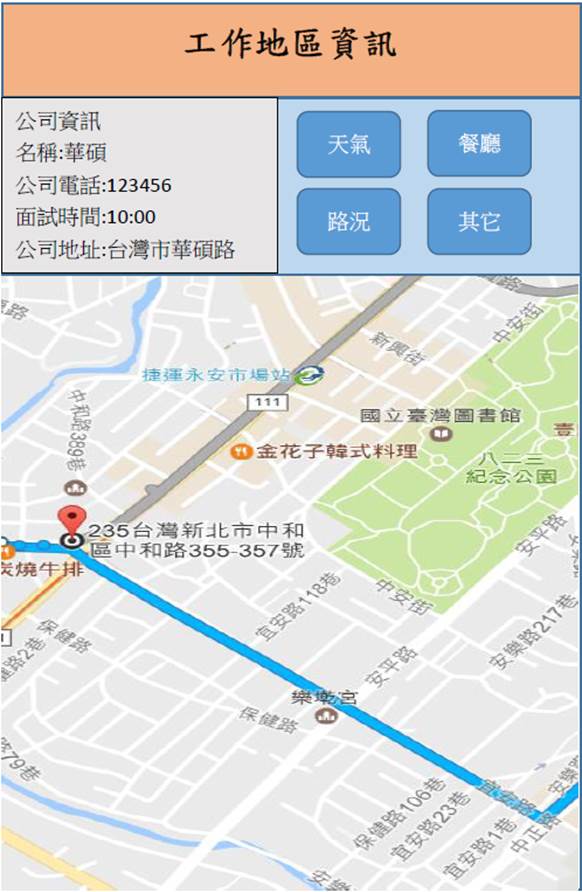 工作地區資訊
公司資訊
名稱:華碩
公司電話:123456
面試時間:10:00
公司地址:台灣市華碩路
天氣
餐廳
路況
其它
中安街
新興街
捷運永安市場站
111
中和路389巷
國立臺灣圖書館
壹
金花子韓式料理
八二三
紀念公園
235台灣新北市中和
區中和路355-357號
安平路
炭燒牛排
宜安路118巷
中安街
安樂路217巷
保健路
安平路
樂墘宮
保健路
宜安路
保健路106巷
宜安路23巷
宜安路1巷
中正路